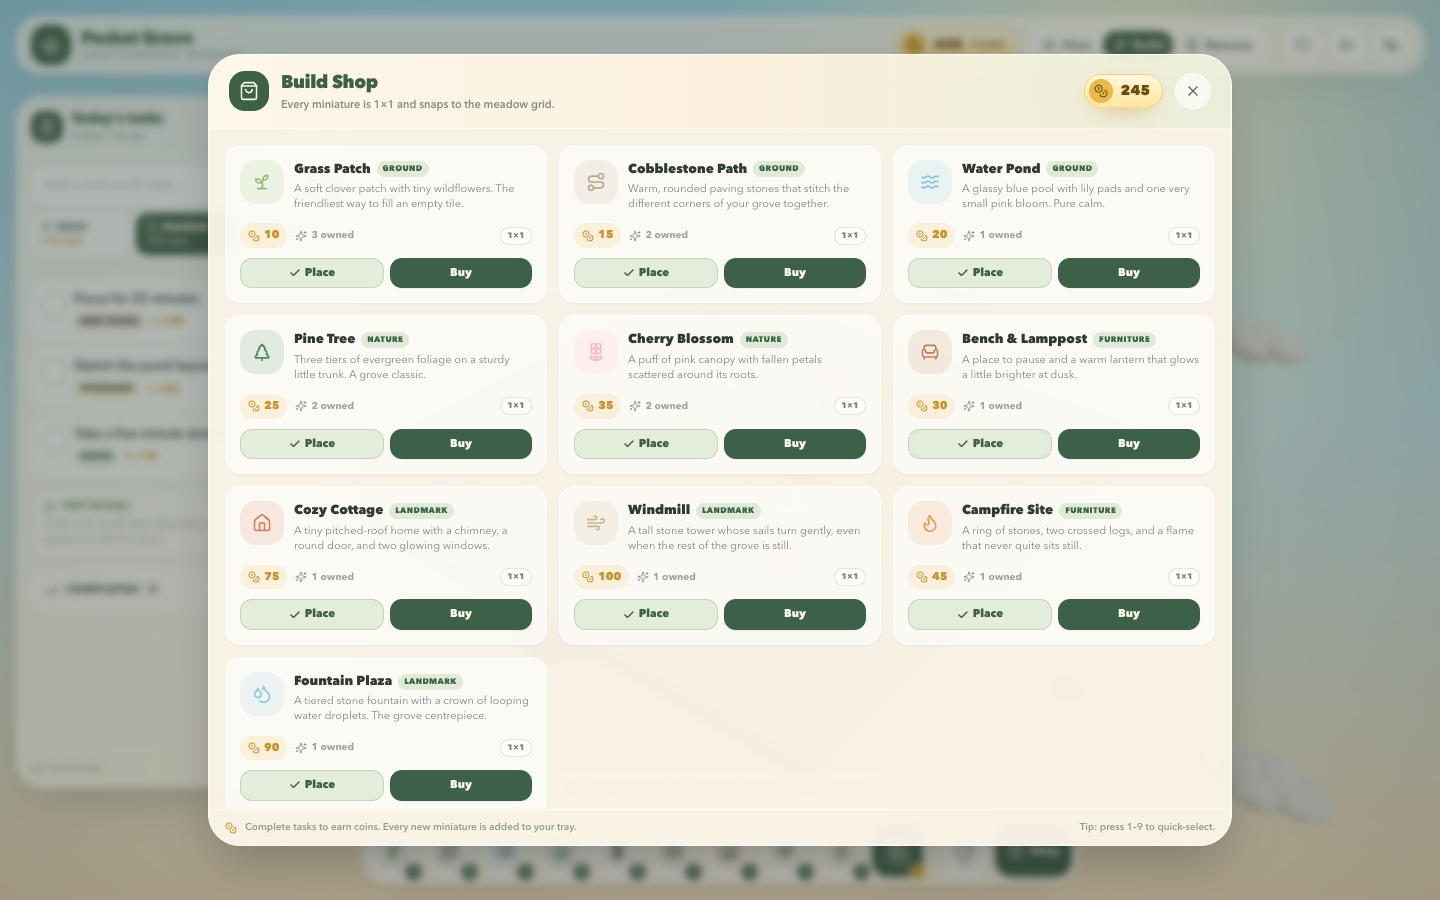 Pocket Grove
Build Shop
Every miniature is 1×1 and snaps to the meadow grid.
245
Today's tasks
Grass Patch GROUND
A soft clover patch with tiny wildflowers. The
friendliest way to fill an empty tile.
10 3 owned 1×1
Place Buy
Cobblestone Path GROUND
Warm, rounded paving stones that stitch the
different corners of your grove together.
15 2 owned 1×1
Place Buy
Water Pond GROUND
A glassy blue pool with lily pads and one very
small pink bloom. Pure calm.
20 1 owned 1×1
Place Buy
Pine Tree NATURE
Three tiers of evergreen foliage on a sturdy
little trunk. A grove classic.
25 2 owned 1×1
Place Buy
Cherry Blossom NATURE
A puff of pink canopy with fallen petals
scattered around its roots.
35 2 owned 1×1
Place Buy
Bench & Lamppost FURNITURE
A place to pause and a warm lantern that glows
a little brighter at dusk.
30 1 owned 1×1
Place Buy
Cozy Cottage LANDMARK
A tiny pitched-roof home with a chimney, a
round door, and two glowing windows.
75 1 owned 1×1
Place Buy
Windmill LANDMARK
A tall stone tower whose sails turn gently, even
when the rest of the grove is still.
100 1 owned 1×1
Place Buy
Campfire Site FURNITURE
A ring of stones, two crossed logs, and a flame
that never quite sits still.
45 1 owned 1×1
Place Buy
Fountain Plaza LANDMARK
A tiered stone fountain with a crown of looping
water droplets. The grove centrepiece.
90 1 owned 1×1
Place Buy
Complete tasks to earn coins. Every new miniature is added to your tray.
Tip: press 1–9 to quick-select.